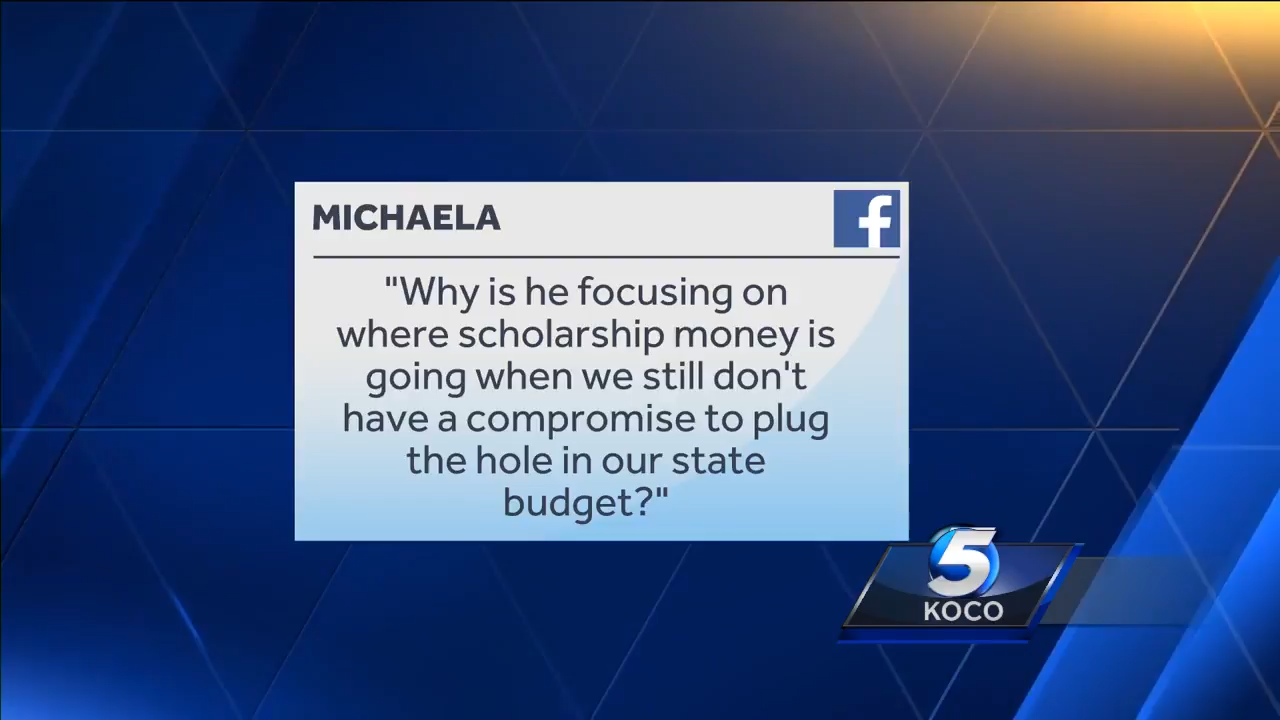 MICHAELA
f
"Why is he focusing on
where scholarship money is
going when we still don't
have a compromise to plug
the hole in our state
budget?"
5
KOCO